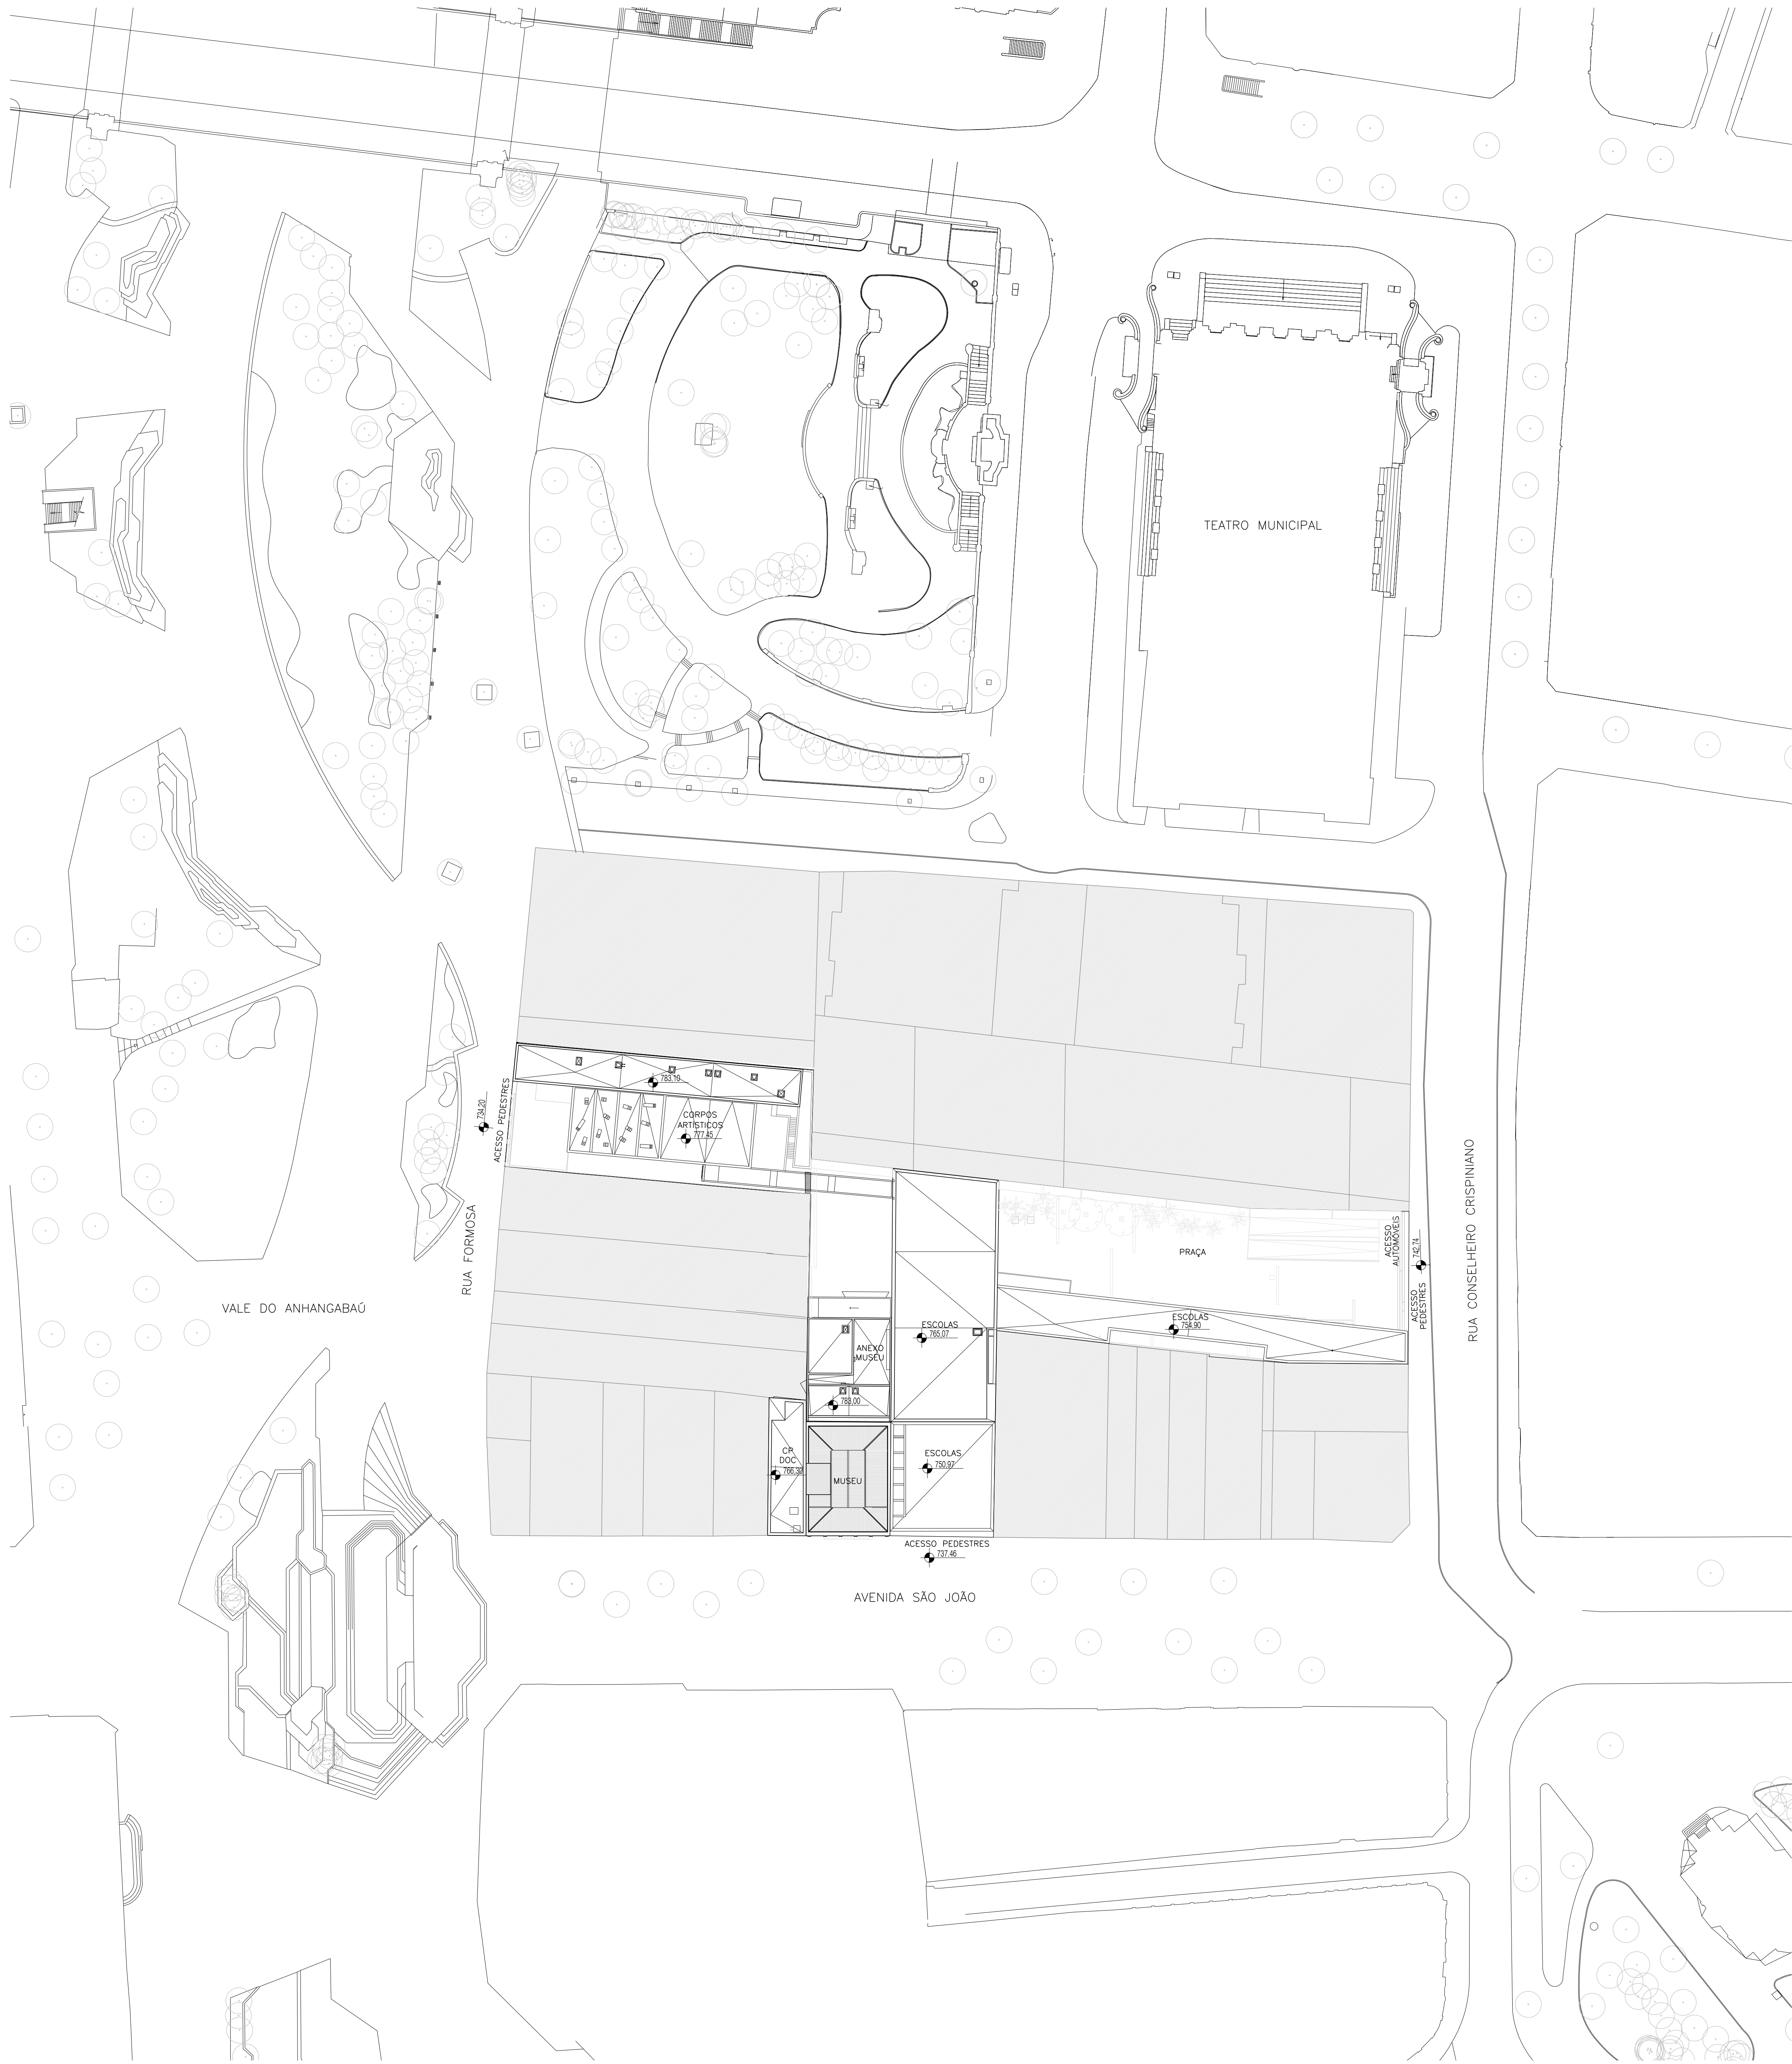 TEATRO MUNICIPAL
783.10
CORPOS
ARTÍSTICOS
777.45
734.20
ACESSO PEDESTRES
RUA FORMOSA
VALE DO ANHANGABAÚ
PRAÇA
ACESSO
AUTOMÓVEIS
742.74
ACESSO
PEDESTRES
RUA CONSELHEIRO CRISPINIANO
ESCOLAS
765.07
ESCOLAS
754.90
ANEXO
MUSEU
783.00
CP
DOC
766.32
MUSEU
ESCOLAS
750.97
ACESSO PEDESTRES
737.46
AVENIDA SÃO JOÃO